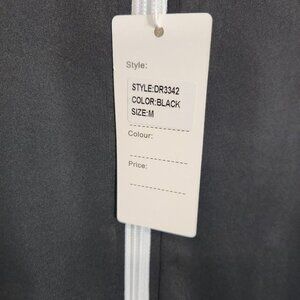 Style:
STYLE:DR3342
COLOR:BLACK
SIZE:M
Colour:
Price: